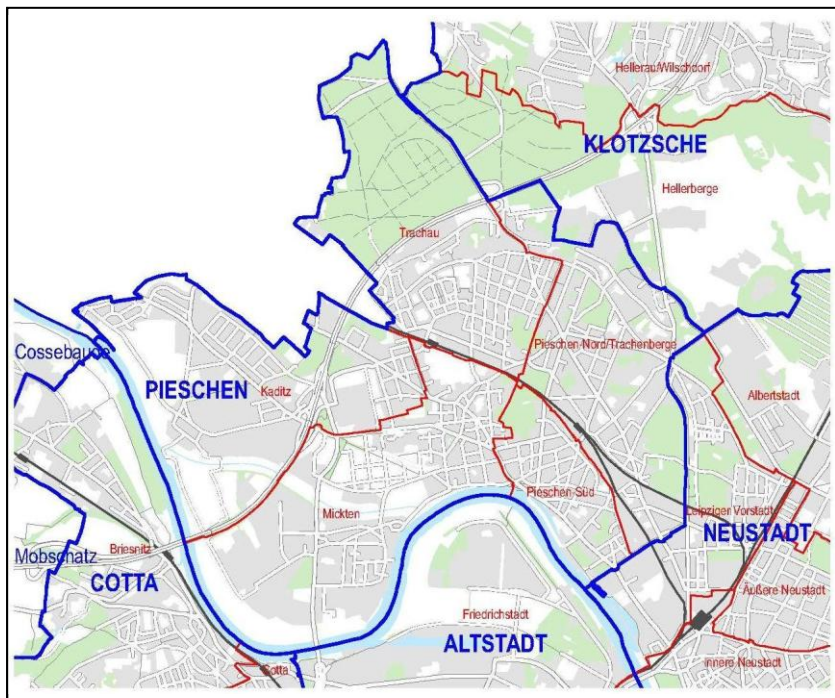 Hellerau/Wilschdorf
KLOTZSCHE
Hellerberge
Trachau
Cossebaude
Pieschen-Nord/Trachenberge
PIESCHEN
Kaditz
Albertstadt
Pieschen-Süd
Mickten
Leipziger Vorstadt
NEUSTADT
Briesnitz
Mobschatz
COTTA
Äußere Neustadt
Friedrichstadt
ALTSTADT
Cotta
Innere Neustadt